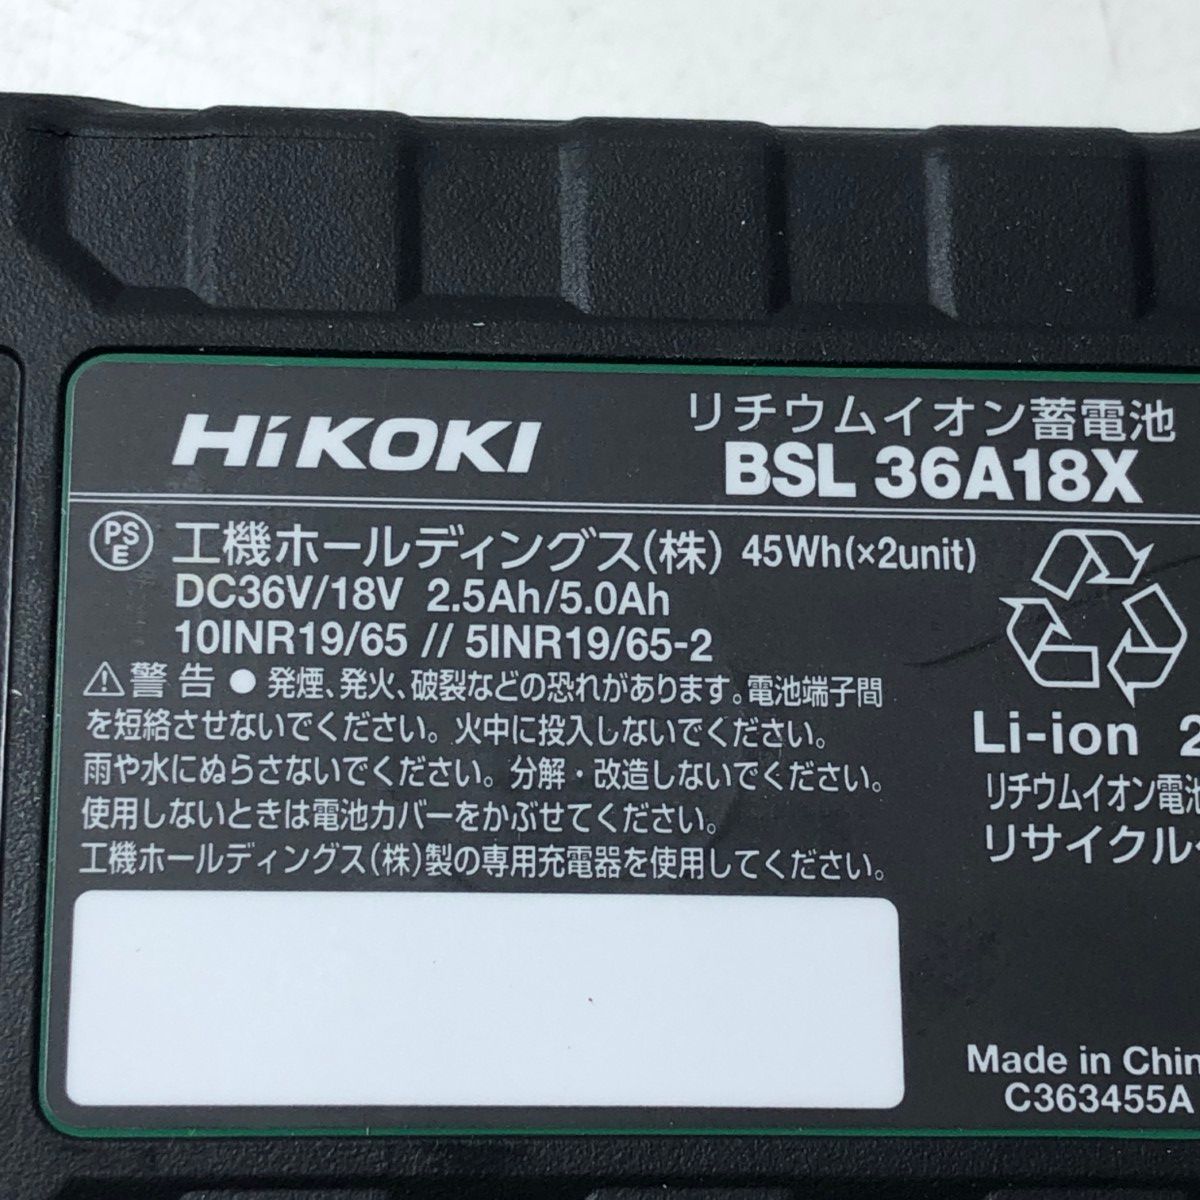 HiKOKI
リチウムイオン蓄電池
BSL 36A18X
PS
E
工機ホールディングス(株) 45Wh(×2unit)
DC36V/18V 2.5Ah/5.0Ah
10INR19/65 // 5INR19/65-2
⚠警告 ● 発煙、発火、破裂などの恐れがあります。電池端子間
を短絡させないでください。火中に投入しないでください。
雨や水にぬらさないでください。分解・改造しないでください。
使用しないときは電池カバーをかぶせてください。
工機ホールディングス(株)製の専用充電器を使用してください。
Li-ion 2
リチウムイオン電池
リサイクル
Made in Chin
C363455A